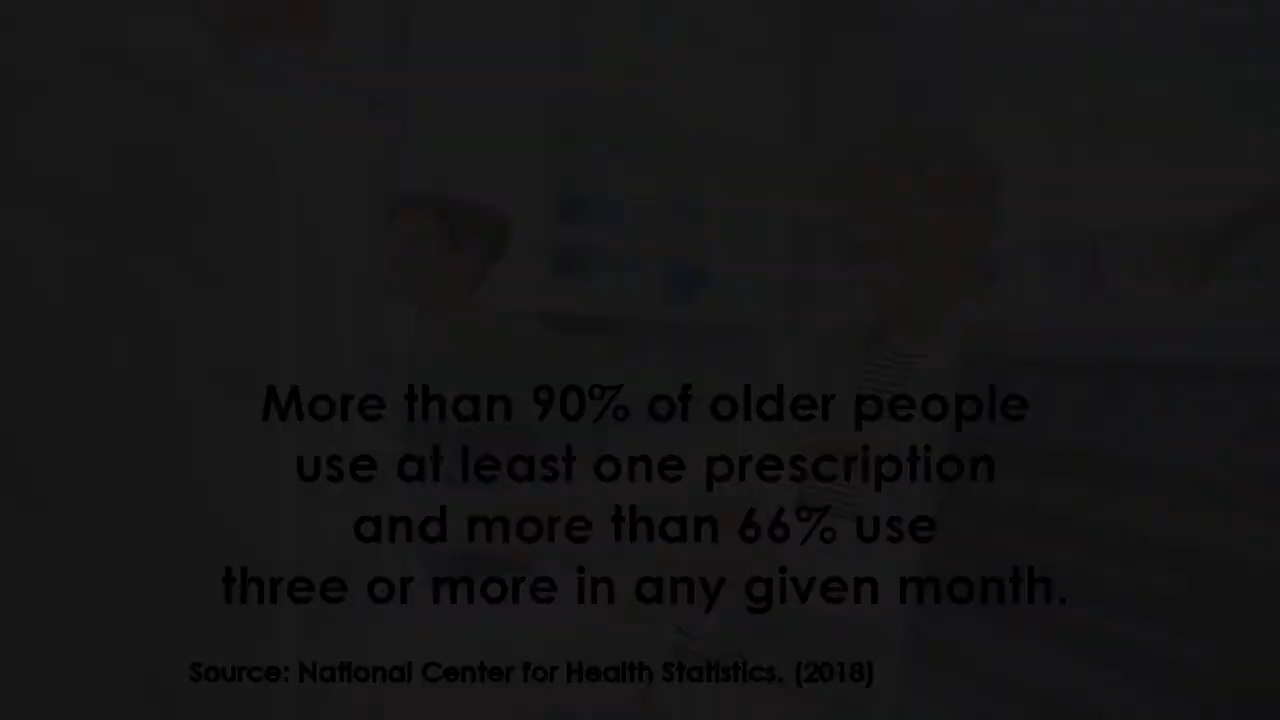 More than 90% of older people
use at least one prescription
and more than 66% use
three or more in any given month.
Source: National Center for Health Statistics. (2018)